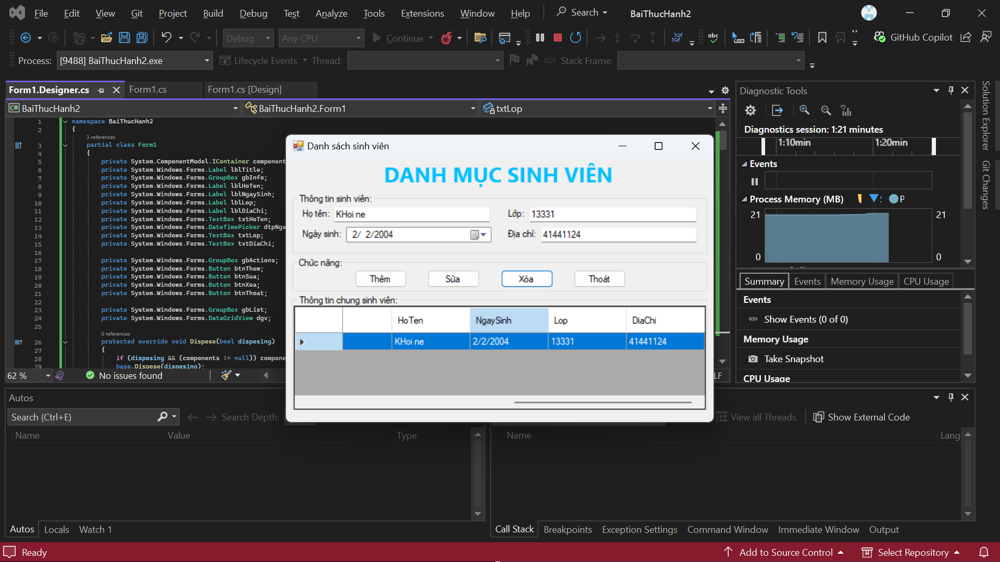 File Edit View Git Project Build Debug Test Analyze Tools Extensions Window Help Search BaiThucHanh2
Debug Any CPU Continue abc GitHub Copilot
Process: [9488] BaiThucHanh2.exe Lifecycle Events Thread: Stack Frame:
Form1.Designer.cs Form1.cs Form1.cs [Design]
C# BaiThucHanh2 BaiThucHanh2.Form1 txtLop
1 namespace BaiThucHanh2
2 {
3 references
3 partial class Form1
4 {
5 private System.ComponentModel.IContainer component
6 private System.Windows.Forms.Label lblTitle;
7 private System.Windows.Forms.GroupBox gbInfo;
8 private System.Windows.Forms.Label lblHoTen;
9 private System.Windows.Forms.Label lblNgaySinh;
10 private System.Windows.Forms.Label lblLop;
11 private System.Windows.Forms.Label lblDiaChi;
12 private System.Windows.Forms.TextBox txtHoTen;
13 private System.Windows.Forms.DateTimePicker dtpNga
14 private System.Windows.Forms.TextBox txtLop;
15 private System.Windows.Forms.TextBox txtDiaChi;
16
17 private System.Windows.Forms.GroupBox gbActions;
18 private System.Windows.Forms.Button btnThem;
19 private System.Windows.Forms.Button btnSua;
20 private System.Windows.Forms.Button btnXoa;
21 private System.Windows.Forms.Button btnThoat;
22
23 private System.Windows.Forms.GroupBox gbList;
24 private System.Windows.Forms.DataGridView dgv;
25
0 references
26 protected override void Dispose(bool disposing)
27 {
28 if (disposing && (components != null)) compone
29 base.Dispose(disposing);
62 % No issues found LF
Danh sách sinh viên
DANH MỤC SINH VIÊN
Thông tin sinh viên:
Họ tên: KHoi ne Lớp: 13331
Ngày sinh: 2/ 2/2004 Địa chỉ: 41441124
Chức năng:
Thêm Sửa Xóa Thoát
Thông tin chung sinh viên:
HoTen NgaySinh Lop DiaChi
KHoi ne 2/2/2004 13331 41441124
Diagnostic Tools
Diagnostics session: 1:21 minutes
1:10min 1:20min
Events
Process Memory (MB) P
21 21
0 0
Summary Events Memory Usage CPU Usage
Events
Show Events (0 of 0)
Memory Usage
Take Snapshot
CPU Usage
Solution Explorer
Git Changes
Autos
Search (Ctrl+E) Search Depth:
Name Value Type
Autos Locals Watch 1
View all Threads Show External Code
Name Lang
Call Stack Breakpoints Exception Settings Command Window Immediate Window Output
Ready Add to Source Control Select Repository